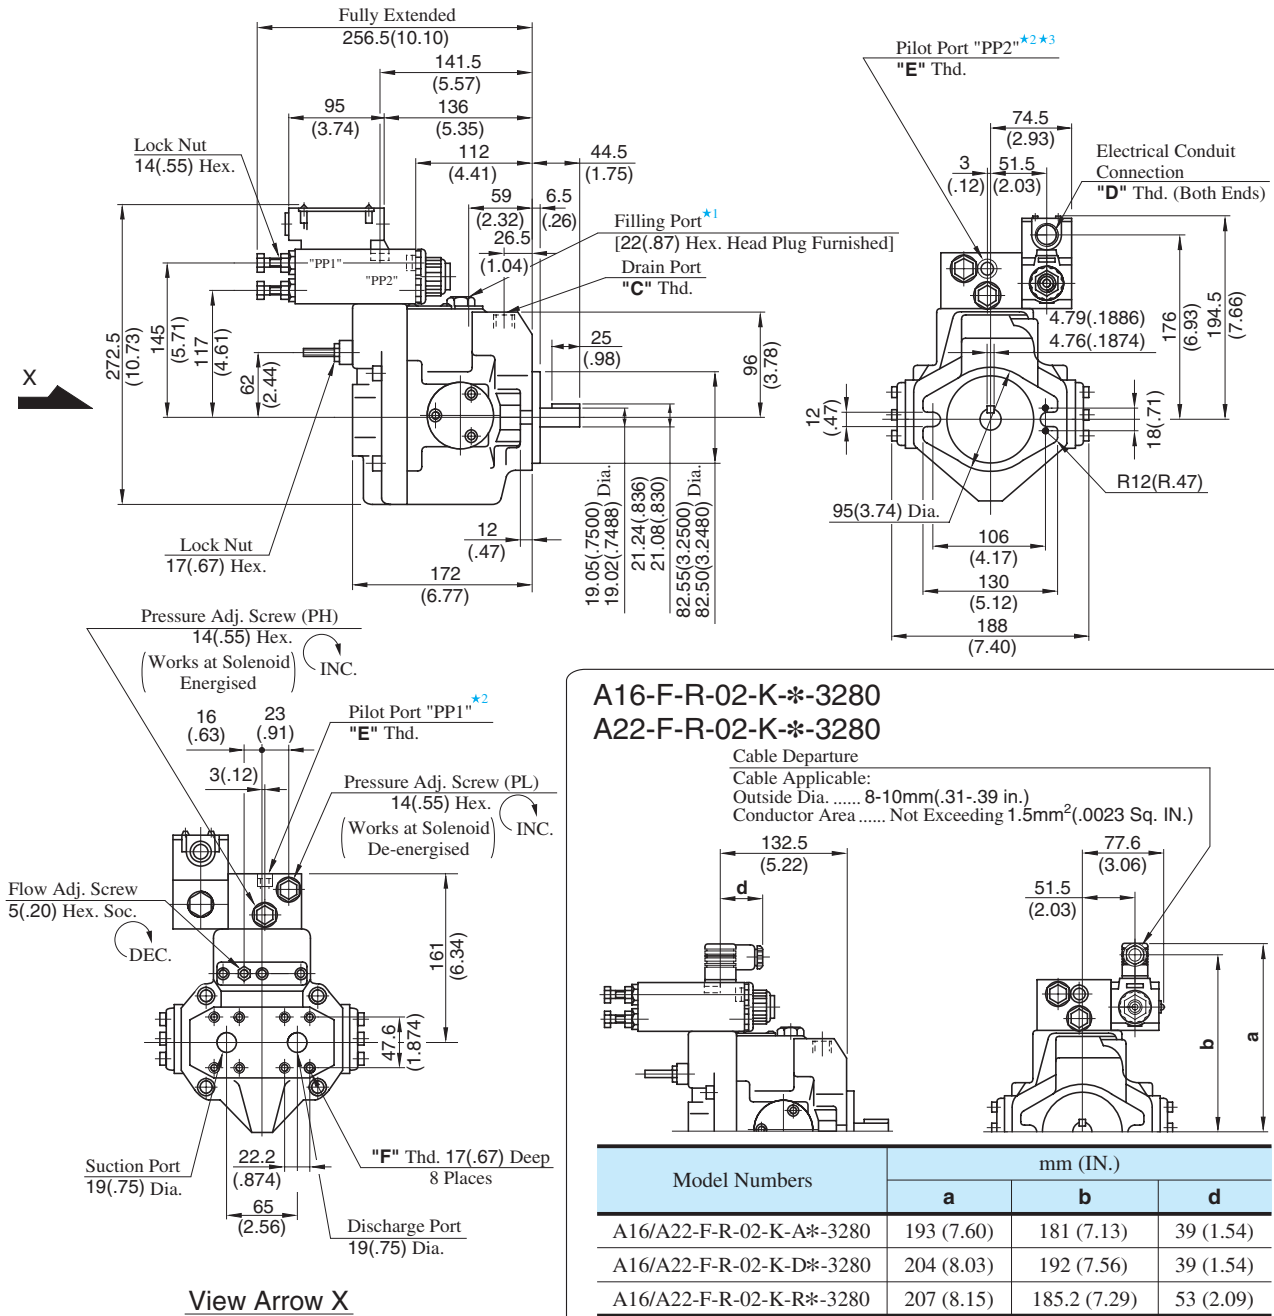 Fully Extended
256.5(10.10)
141.5
(5.57)
95
(3.74)
136
(5.35)
Lock Nut
14(.55) Hex.
112
(4.41)
44.5
(1.75)
59
(2.32)
6.5
(.26)
26.5
(1.04)
Filling Port★1
[22(.87) Hex. Head Plug Furnished]
Drain Port
"C" Thd.
"PP1"
"PP2"
272.5
(10.73)
145
(5.71)
117
(4.61)
62
(2.44)
X
25
(.98)
96
(3.78)
12
(.47)
172
(6.77)
Lock Nut
17(.67) Hex.
19.05(.7500)
19.02(.7488) Dia.
21.24(.836)
21.08(.830)
82.55(3.2500)
82.50(3.2480) Dia.
Pilot Port "PP2"★2★3
"E" Thd.
74.5
(2.93)
3
(.12)
51.5
(2.03)
Electrical Conduit
Connection
"D" Thd. (Both Ends)
4.79(.1886)
4.76(.1874)
176
(6.93)
194.5
(7.66)
12
(.47)
18(.71)
R12(R.47)
95(3.74) Dia.
106
(4.17)
130
(5.12)
188
(7.40)
Pressure Adj. Screw (PH)
14(.55) Hex.
(Works at Solenoid
Energised)
INC.
16
(.63)
23
(.91)
Pilot Port "PP1"★2
"E" Thd.
3(.12)
Pressure Adj. Screw (PL)
14(.55) Hex.
(Works at Solenoid
De-energised)
INC.
Flow Adj. Screw
5(.20) Hex. Soc.
DEC.
161
(6.34)
47.6
(1.874)
Suction Port
19(.75) Dia.
22.2
(.874)
65
(2.56)
"F" Thd. 17(.67) Deep
8 Places
Discharge Port
19(.75) Dia.
View Arrow X
A16-F-R-02-K-✻-3280
A22-F-R-02-K-✻-3280
Cable Departure
Cable Applicable:
Outside Dia. ...... 8-10mm(.31-.39 in.)
Conductor Area ...... Not Exceeding 1.5mm²(.0023 Sq. IN.)
132.5
(5.22)
d
77.6
(3.06)
51.5
(2.03)
b
a
Model Numbers mm (IN.)
a b d
A16/A22-F-R-02-K-A✻-3280 193 (7.60) 181 (7.13) 39 (1.54)
A16/A22-F-R-02-K-D✻-3280 204 (8.03) 192 (7.56) 39 (1.54)
A16/A22-F-R-02-K-R✻-3280 207 (8.15) 185.2 (7.29) 53 (2.09)